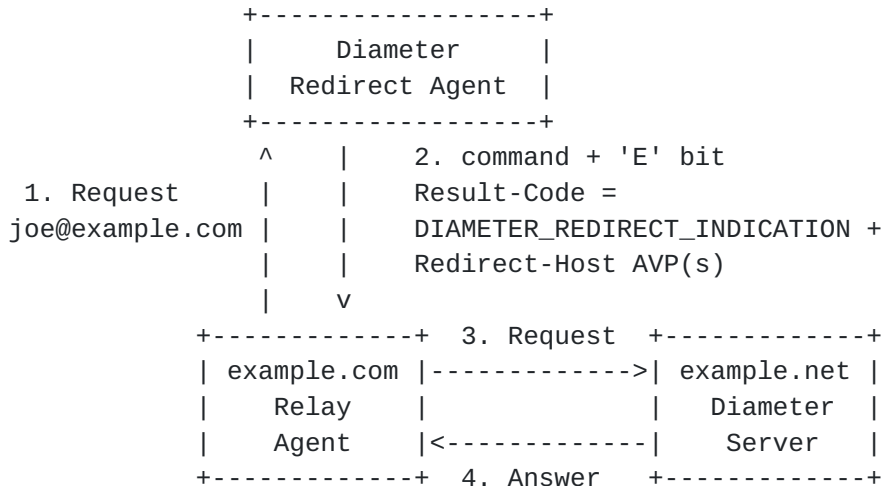 Diameter
Redirect Agent
2. command + 'E' bit
1. Request
Result-Code =
joe@example.com
DIAMETER_REDIRECT_INDICATION +
Redirect-Host AVP(s)
3. Request
example.com
example.net
Relay
Diameter
Agent
Server
4. Answer